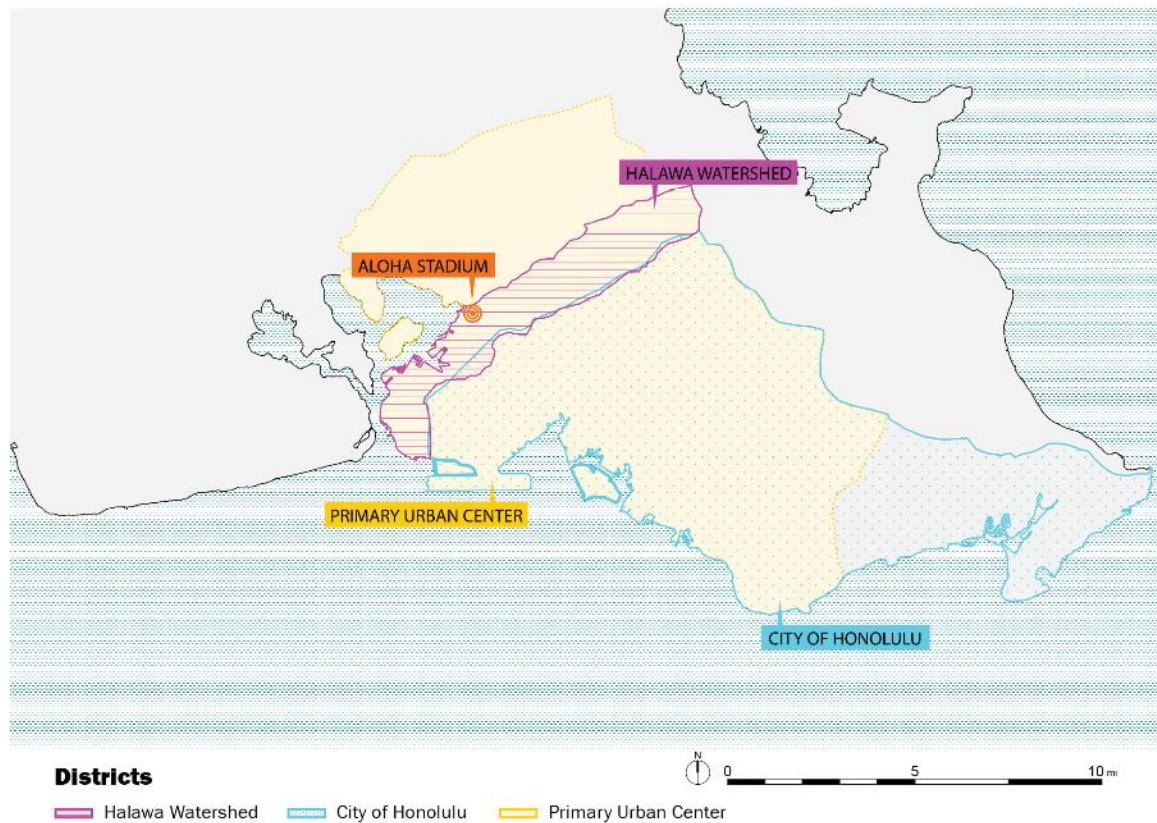 HALAWA WATERSHED
ALOHA STADIUM
PRIMARY URBAN CENTER
CITY OF HONOLULU
Districts
N
0 5 10 mi
Halawa Watershed City of Honolulu Primary Urban Center